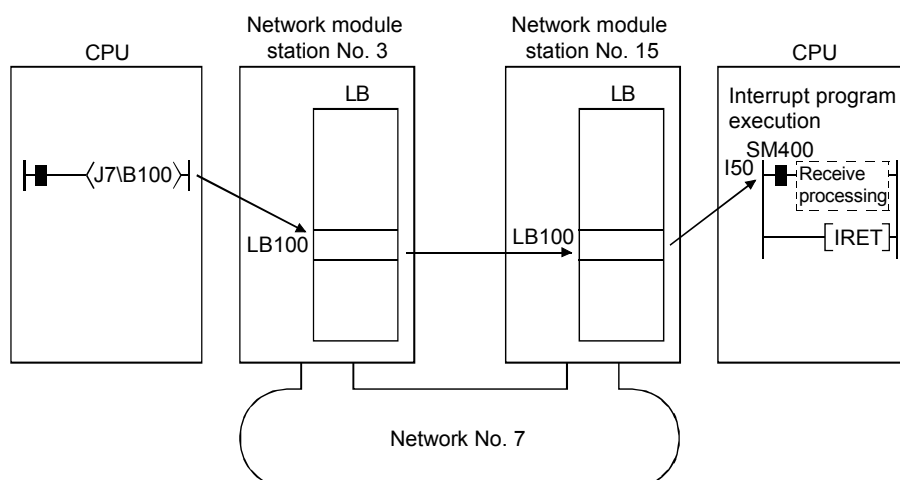 Network module
station No. 3
Network module
station No. 15
CPU
CPU
LB
LB
Interrupt program
execution
SM400
I50
Receive
processing
J7\B100
LB100
LB100
IRET
Network No. 7